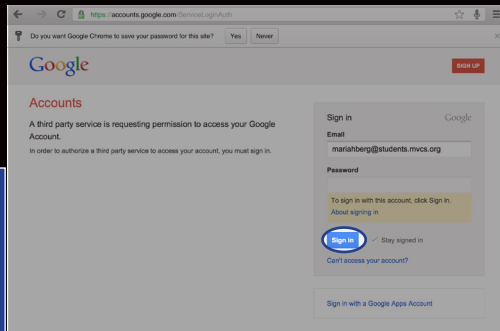 https://accounts.google.com/ServiceLoginAuth
Do you want Google Chrome to save your password for this site? Yes Never
Google
SIGN UP
Accounts
A third party service is requesting permission to access your Google
Account.
In order to authorize a third party service to access your account, you must sign in.
Sign in Google
Email
mariahberg@students.mvcs.org
Password
To sign in with this account, click Sign in.
About signing in
Sign in Stay signed in
Can't access your account?
Sign in with a Google Apps Account